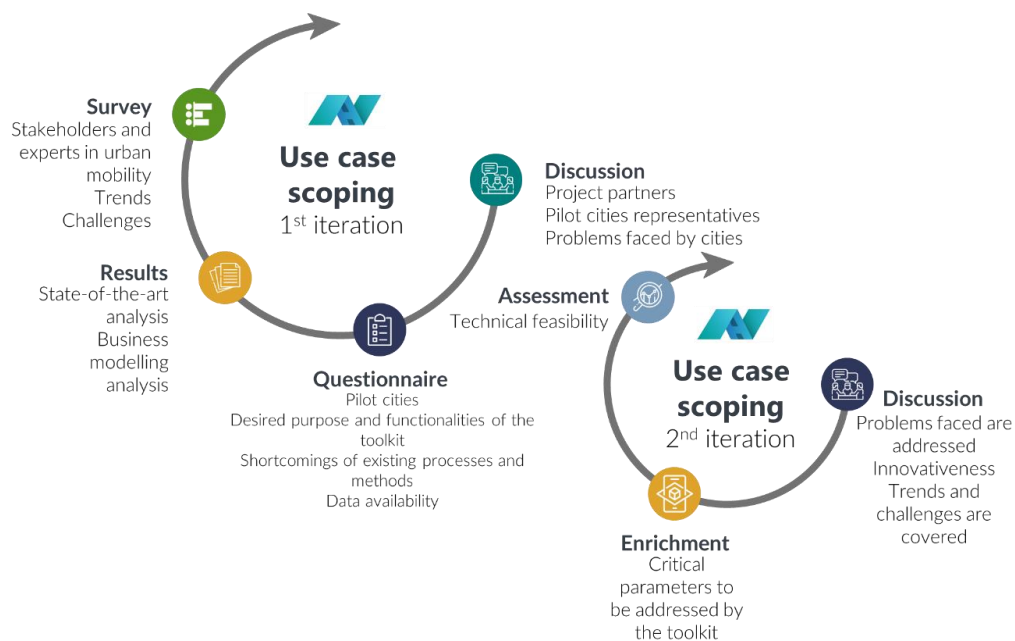 Survey
Stakeholders and
experts in urban
mobility
Trends
Challenges
Use case
scoping
1st iteration
Discussion
Project partners
Pilot cities representatives
Problems faced by cities
Results
State-of-the-art
analysis
Business
modelling
analysis
Questionnaire
Pilot cities
Desired purpose and functionalities of the
toolkit
Shortcomings of existing processes and
methods
Data availability
Assessment
Technical feasibility
Use case
scoping
2nd iteration
Discussion
Problems faced are
addressed
Innovativeness
Trends and
challenges are
covered
Enrichment
Critical
parameters to
be addressed by
the toolkit